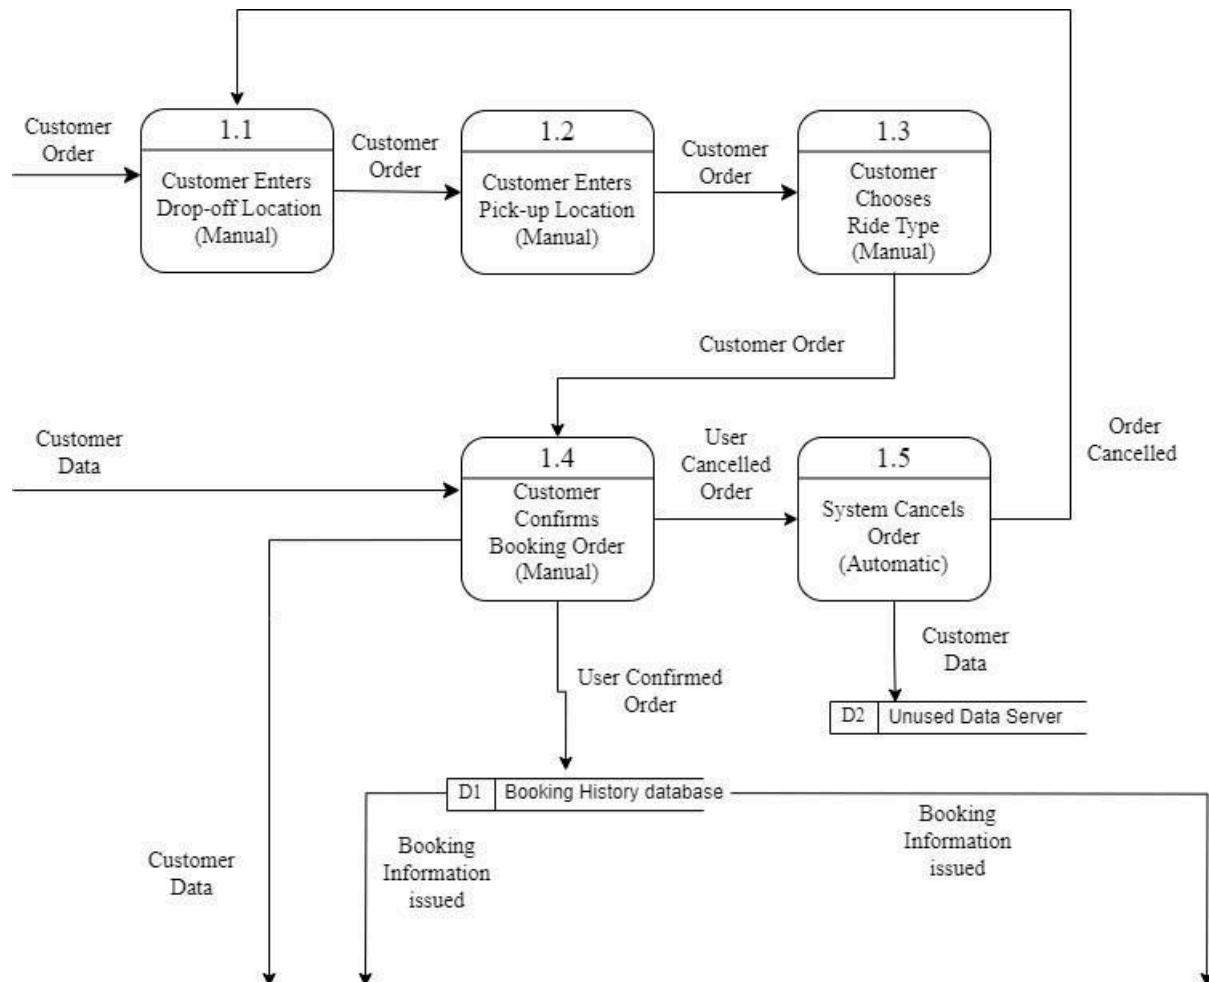 Customer
Order
1.1
Customer Enters
Drop-off Location
(Manual)
Customer
Order
1.2
Customer Enters
Pick-up Location
(Manual)
Customer
Order
1.3
Customer
Chooses
Ride Type
(Manual)
Customer Order
Customer
Data
1.4
Customer
Confirms
Booking Order
(Manual)
User
Cancelled
Order
1.5
System Cancels
Order
(Automatic)
Order
Cancelled
User Confirmed
Order
Customer
Data
D2 Unused Data Server
D1 Booking History database
Customer
Data
Booking
Information
issued
Booking
Information
issued